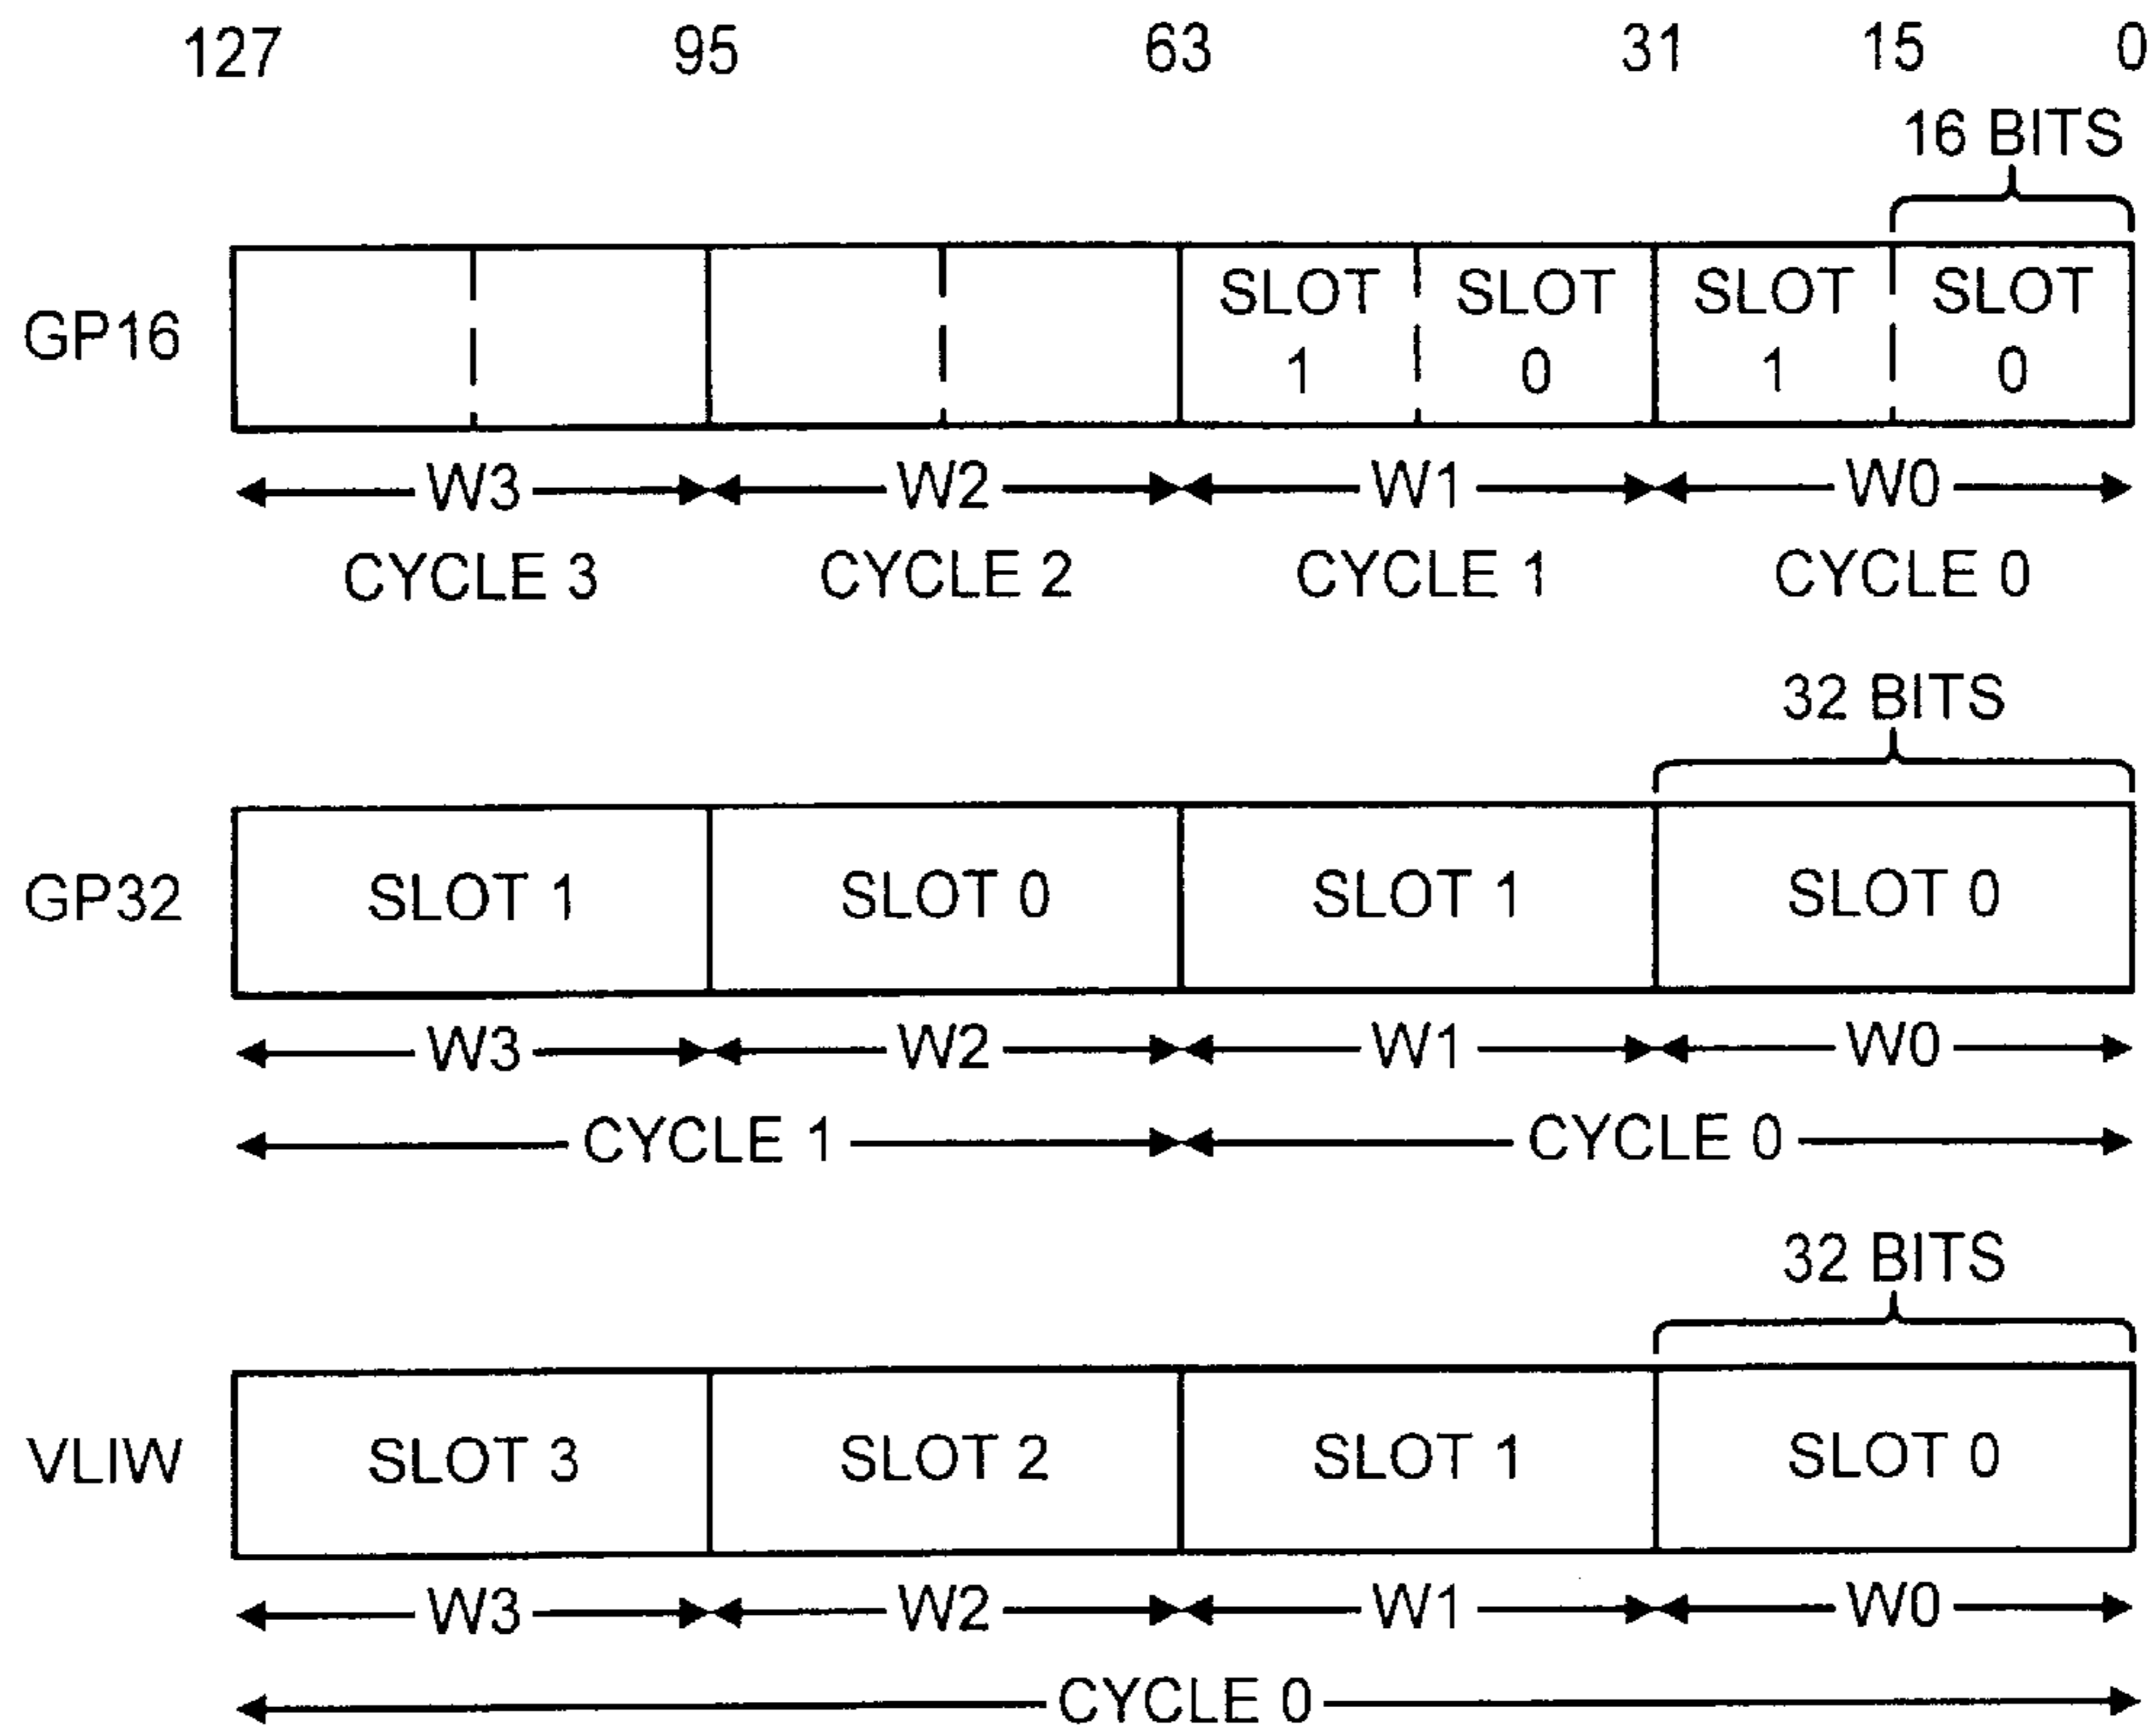 127 95 63 31 15 0
16 BITS
GP16 SLOT 1 SLOT 0 SLOT 1 SLOT 0
W3 W2 W1 W0
CYCLE 3 CYCLE 2 CYCLE 1 CYCLE 0
32 BITS
GP32 SLOT 1 SLOT 0 SLOT 1 SLOT 0
W3 W2 W1 W0
CYCLE 1 CYCLE 0
32 BITS
VLIW SLOT 3 SLOT 2 SLOT 1 SLOT 0
W3 W2 W1 W0
CYCLE 0